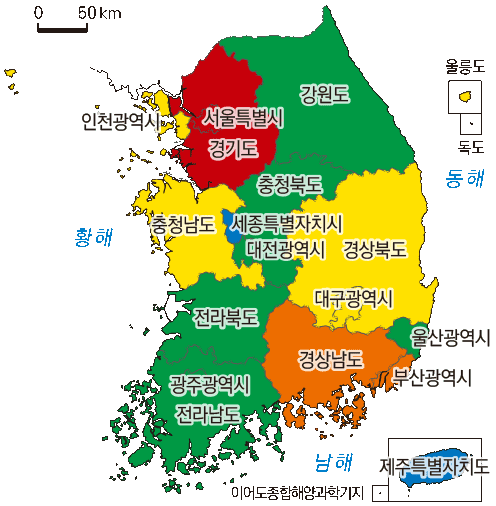 0 50 km
울릉도
강원도
인천광역시
서울특별시
경기도
독도
충청북도
동해
충청남도
세종특별자치시
황해
대전광역시
경상북도
대구광역시
전라북도
울산광역시
경상남도
부산광역시
광주광역시
전라남도
남해
제주특별자치도
이어도종합해양과학기지